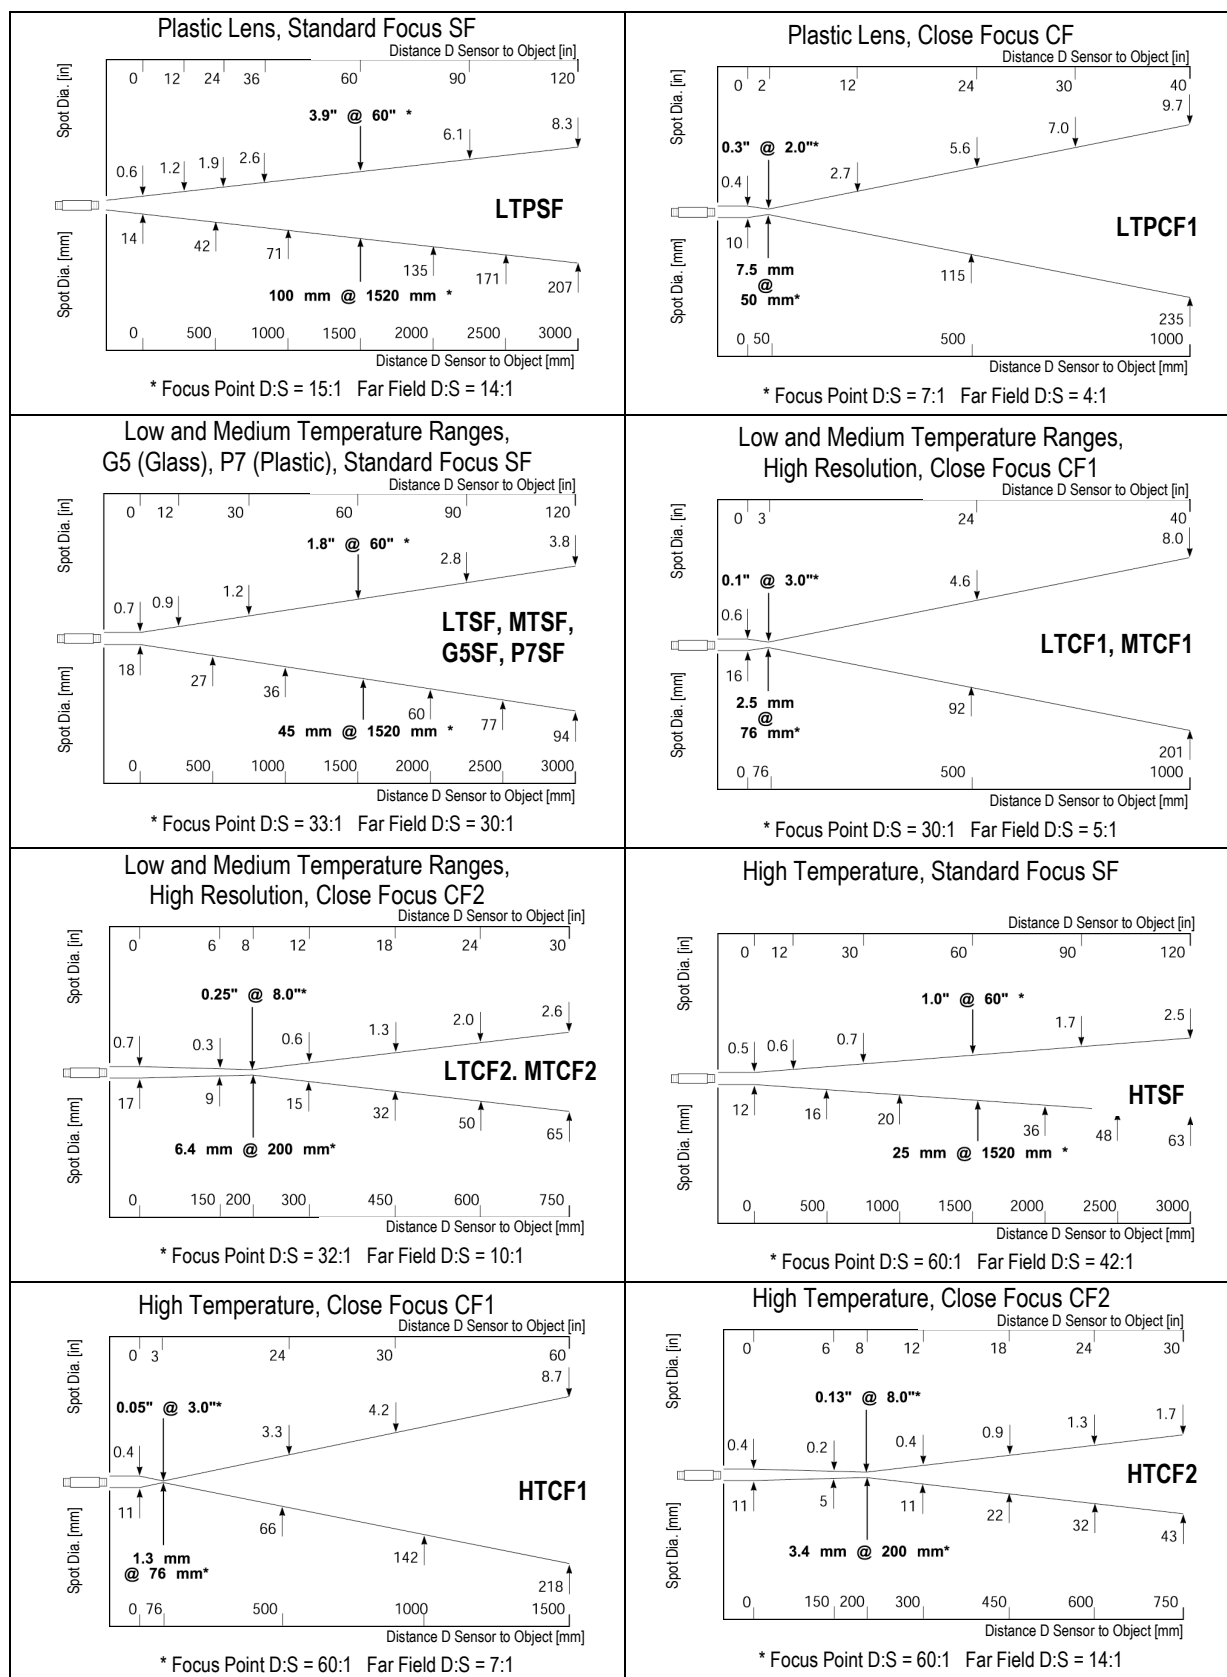 Plastic Lens, Standard Focus SF
Distance D Sensor to Object [in]
Spot Dia. [in]
0 12 24 36 60 90 120
3.9" @ 60" *
0.6 1.2 1.9 2.6 6.1 8.3
LTPSF
Spot Dia. [mm]
14 42 71 135 171 207
100 mm @ 1520 mm *
0 500 1000 1500 2000 2500 3000
Distance D Sensor to Object [mm]
* Focus Point D:S = 15:1 Far Field D:S = 14:1
Plastic Lens, Close Focus CF
Distance D Sensor to Object [in]
Spot Dia. [in]
0 2 12 24 30 40
0.3" @ 2.0"*
0.4 2.7 5.6 7.0 9.7
LTPCF1
Spot Dia. [mm]
10 115 235
7.5 mm
@
50 mm*
0 50 500 1000
Distance D Sensor to Object [mm]
* Focus Point D:S = 7:1 Far Field D:S = 4:1
Low and Medium Temperature Ranges,
G5 (Glass), P7 (Plastic), Standard Focus SF
Distance D Sensor to Object [in]
Spot Dia. [in]
0 12 30 60 90 120
1.8" @ 60" *
0.7 0.9 1.2 2.8 3.8
LTSF, MTSF,
G5SF, P7SF
Spot Dia. [mm]
18 27 36 60 77 94
45 mm @ 1520 mm *
0 500 1000 1500 2000 2500 3000
Distance D Sensor to Object [mm]
* Focus Point D:S = 33:1 Far Field D:S = 30:1
Low and Medium Temperature Ranges,
High Resolution, Close Focus CF1
Distance D Sensor to Object [in]
Spot Dia. [in]
0 3 24 40
0.1" @ 3.0"*
0.6 4.6 8.0
LTCF1, MTCF1
Spot Dia. [mm]
16 92 201
2.5 mm
@
76 mm*
0 76 500 1000
Distance D Sensor to Object [mm]
* Focus Point D:S = 30:1 Far Field D:S = 5:1
Low and Medium Temperature Ranges,
High Resolution, Close Focus CF2
Distance D Sensor to Object [in]
Spot Dia. [in]
0 6 8 12 18 24 30
0.25" @ 8.0"*
0.7 0.3 0.6 1.3 2.0 2.6
LTCF2. MTCF2
Spot Dia. [mm]
17 9 15 32 50 65
6.4 mm @ 200 mm*
0 150 200 300 450 600 750
Distance D Sensor to Object [mm]
* Focus Point D:S = 32:1 Far Field D:S = 10:1
High Temperature, Standard Focus SF
Distance D Sensor to Object [in]
Spot Dia. [in]
0 12 30 60 90 120
1.0" @ 60" *
0.5 0.6 0.7 1.7 2.5
HTSF
Spot Dia. [mm]
12 16 20 36 48 63
25 mm @ 1520 mm *
0 500 1000 1500 2000 2500 3000
Distance D Sensor to Object [mm]
* Focus Point D:S = 60:1 Far Field D:S = 42:1
High Temperature, Close Focus CF1
Distance D Sensor to Object [in]
Spot Dia. [in]
0 3 24 30 60
0.05" @ 3.0"*
0.4 3.3 4.2 8.7
HTCF1
Spot Dia. [mm]
11 66 142 218
1.3 mm
@ 76 mm*
0 76 500 1000 1500
Distance D Sensor to Object [mm]
* Focus Point D:S = 60:1 Far Field D:S = 7:1
High Temperature, Close Focus CF2
Distance D Sensor to Object [in]
Spot Dia. [in]
0 6 8 12 18 24 30
0.13" @ 8.0"*
0.4 0.2 0.4 0.9 1.3 1.7
HTCF2
Spot Dia. [mm]
11 5 11 22 32 43
3.4 mm @ 200 mm*
0 150 200 300 450 600 750
Distance D Sensor to Object [mm]
* Focus Point D:S = 60:1 Far Field D:S = 14:1